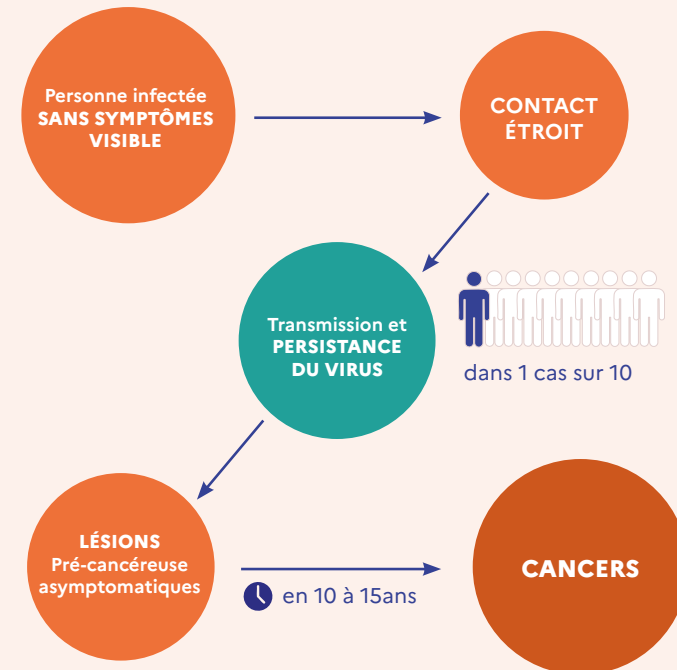 Personne infectée
SANS SYMPTÔMES
VISIBLE
CONTACT
ÉTROIT
Transmission et
PERSISTANCE
DU VIRUS
dans 1 cas sur 10
LÉSIONS
Pré-cancéreuse
asymptomatiques
en 10 à 15ans
CANCERS